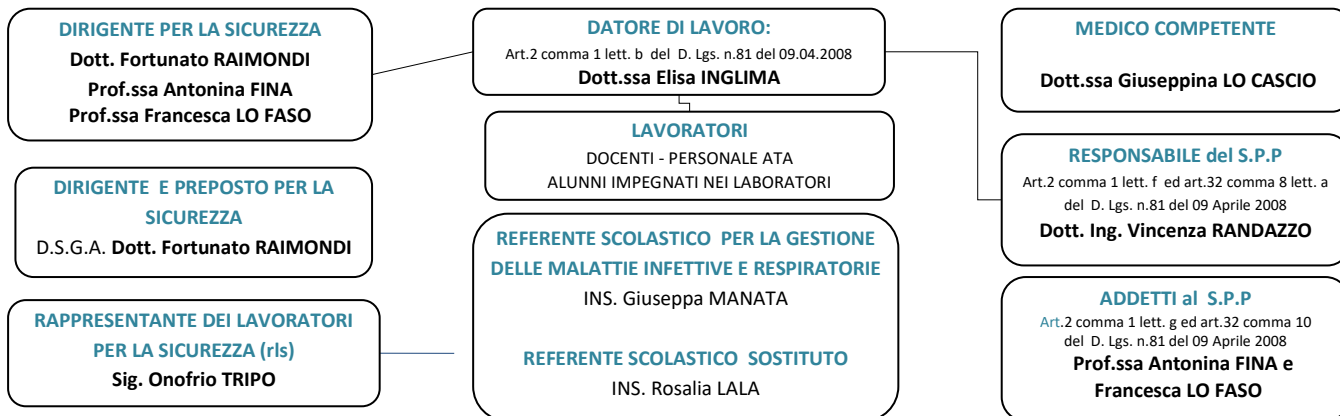 DIRIGENTE PER LA SICUREZZA
Dott. Fortunato RAIMONDI
Prof.ssa Antonina FINA
Prof.ssa Francesca LO FASO
DIRIGENTE E PREPOSTO PER LA
SICUREZZA
D.S.G.A. Dott. Fortunato RAIMONDI
RAPPRESENTANTE DEI LAVORATORI
PER LA SICUREZZA (rls)
Sig. Onofrio TRIPO
DATORE DI LAVORO:
Art.2 comma 1 lett. b del D. Lgs. n.81 del 09.04.2008
Dott.ssa Elisa INGLIMA
LAVORATORI
DOCENTI - PERSONALE ATA
ALUNNI IMPEGNATI NEI LABORATORI
REFERENTE SCOLASTICO PER LA GESTIONE
DELLE MALATTIE INFETTIVE E RESPIRATORIE
INS. Giuseppa MANATA
REFERENTE SCOLASTICO SOSTITUTO
INS. Rosalia LALA
MEDICO COMPETENTE
Dott.ssa Giuseppina LO CASCIO
RESPONSABILE del S.P.P
Art.2 comma 1 lett. f ed art.32 comma 8 lett. a
del D. Lgs. n.81 del 09 Aprile 2008
Dott. Ing. Vincenza RANDAZZO
ADDETTI al S.P.P
Art.2 comma 1 lett. g ed art.32 comma 10
del D. Lgs. n.81 del 09 Aprile 2008
Prof.ssa Antonina FINA e
Francesca LO FASO